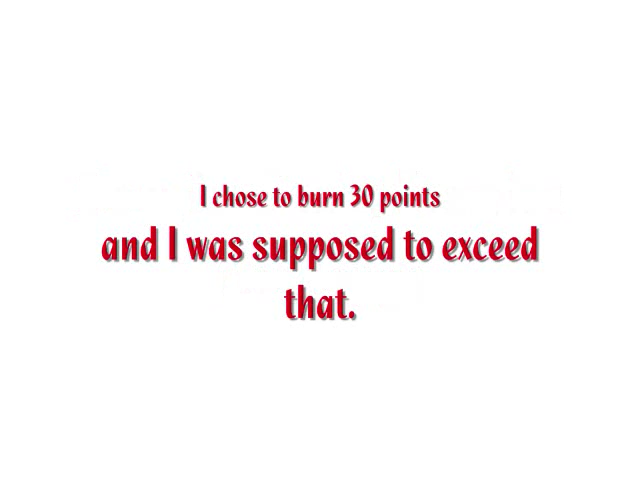 I chose to burn 30 points
and I was supposed to exceed
that.